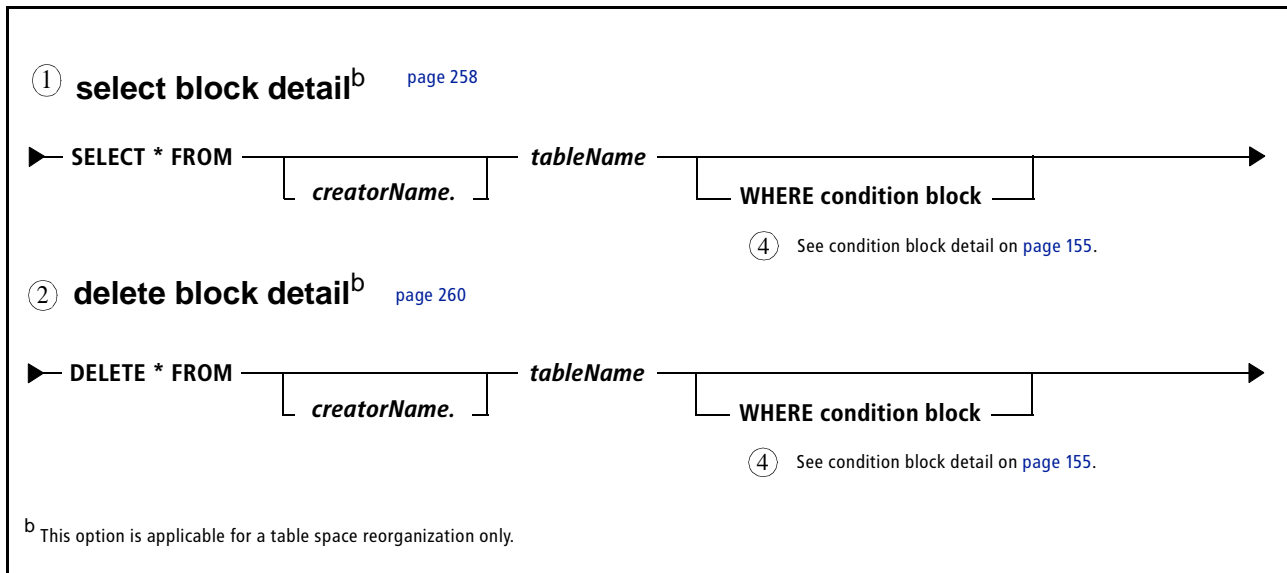 1 select block detail b page 258
SELECT * FROM tableName
creatorName. WHERE condition block
4 See condition block detail on page 155.
2 delete block detail b page 260
DELETE * FROM tableName
creatorName. WHERE condition block
4 See condition block detail on page 155.
b This option is applicable for a table space reorganization only.